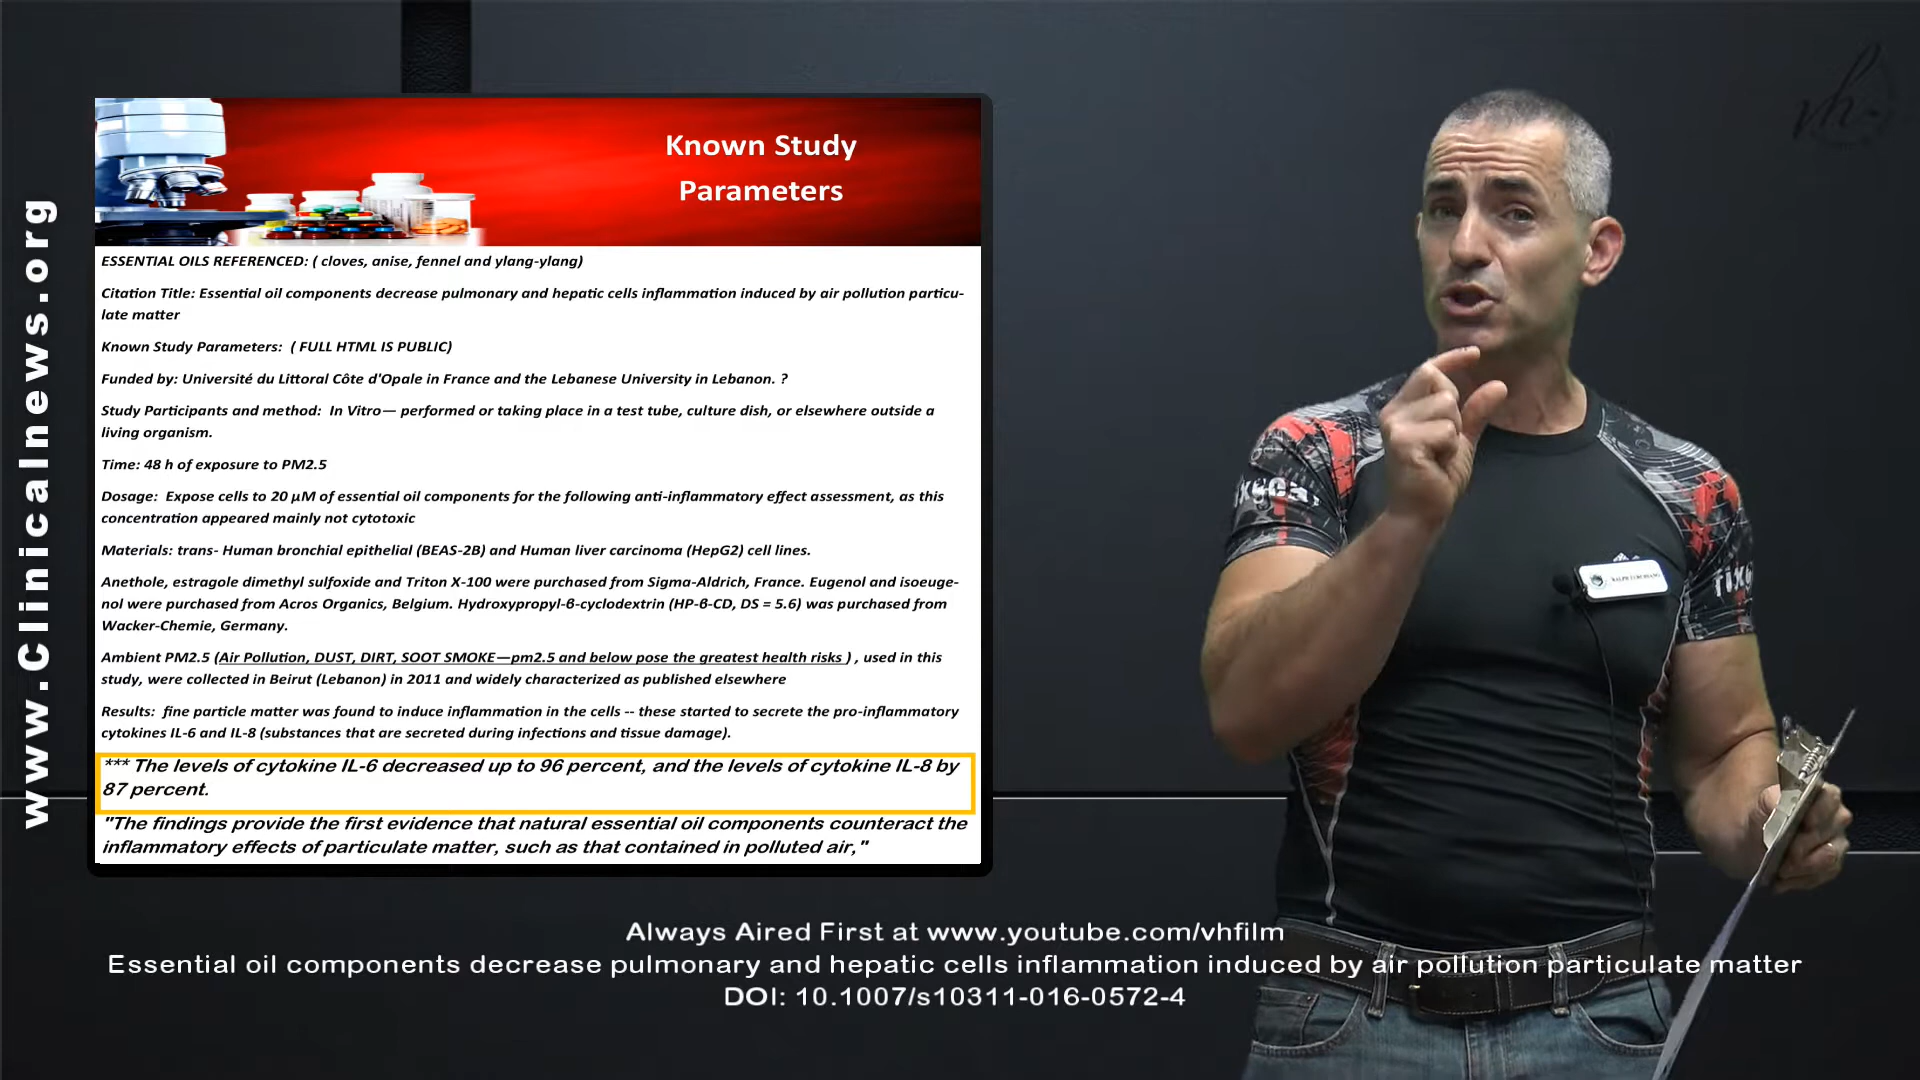 www.Clinicalnews.org
Known Study
Parameters
ESSENTIAL OILS REFERENCED: ( cloves, anise, fennel and ylang-ylang)
Citation Title: Essential oil components decrease pulmonary and hepatic cells inflammation induced by air pollution particu-
late matter
Known Study Parameters:  ( FULL HTML IS PUBLIC)
Funded by: Université du Littoral Côte d'Opale in France and the Lebanese University in Lebanon. ?
Study Participants and method:  In Vitro— performed or taking place in a test tube, culture dish, or elsewhere outside a
living organism.
Time: 48 h of exposure to PM2.5
Dosage:  Expose cells to 20 μM of essential oil components for the following anti-inflammatory effect assessment, as this
concentration appeared mainly not cytotoxic
Materials: trans- Human bronchial epithelial (BEAS-2B) and Human liver carcinoma (HepG2) cell lines.
Anethole, estragole dimethyl sulfoxide and Triton X-100 were purchased from Sigma-Aldrich, France. Eugenol and isoeuge-
nol were purchased from Acros Organics, Belgium. Hydroxypropyl-β-cyclodextrin (HP-β-CD, DS = 5.6) was purchased from
Wacker-Chemie, Germany.
Ambient PM2.5 (Air Pollution, DUST, DIRT, SOOT SMOKE—pm2.5 and below pose the greatest health risks ) , used in this
study, were collected in Beirut (Lebanon) in 2011 and widely characterized as published elsewhere
Results:  fine particle matter was found to induce inflammation in the cells -- these started to secrete the pro-inflammatory
cytokines IL-6 and IL-8 (substances that are secreted during infections and tissue damage).
*** The levels of cytokine IL-6 decreased up to 96 percent, and the levels of cytokine IL-8 by
87 percent.
"The findings provide the first evidence that natural essential oil components counteract the
inflammatory effects of particulate matter, such as that contained in polluted air,"
vh
Always Aired First at www.youtube.com/vhfilm
Essential oil components decrease pulmonary and hepatic cells inflammation induced by air pollution particulate matter
DOI: 10.1007/s10311-016-0572-4